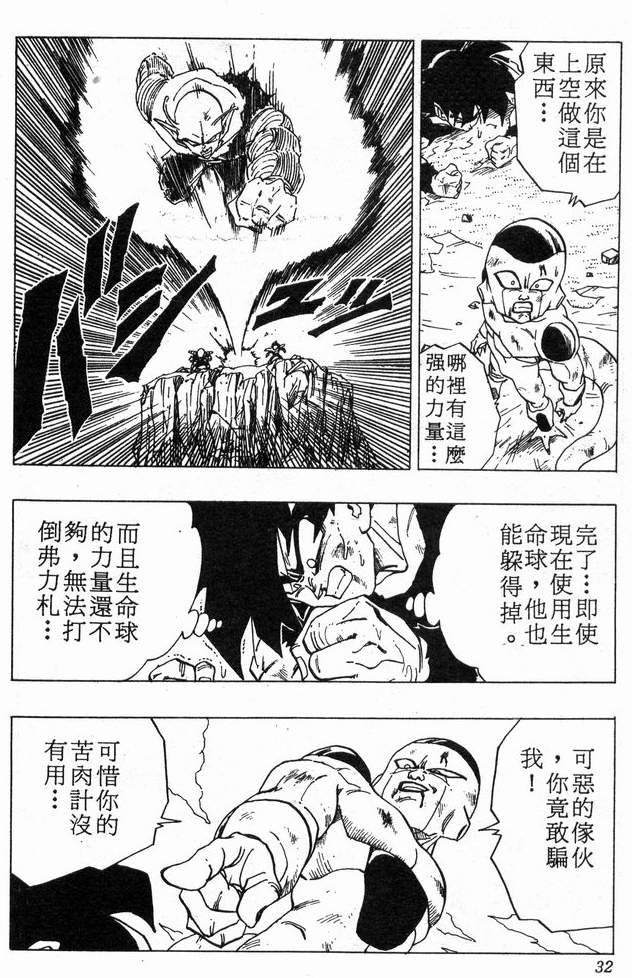 原來你是在
上空做這個
東西…
哪裡有這麼
强的力量…
ズズッ
完了…即使
現在使用生
命球，他也
能躲得掉。
而且生命球
的力量還不
夠，無法打
倒弗力札…
可惡的傢伙
，你竟敢騙
我！
可惜你的
苦肉計沒
有用…
32